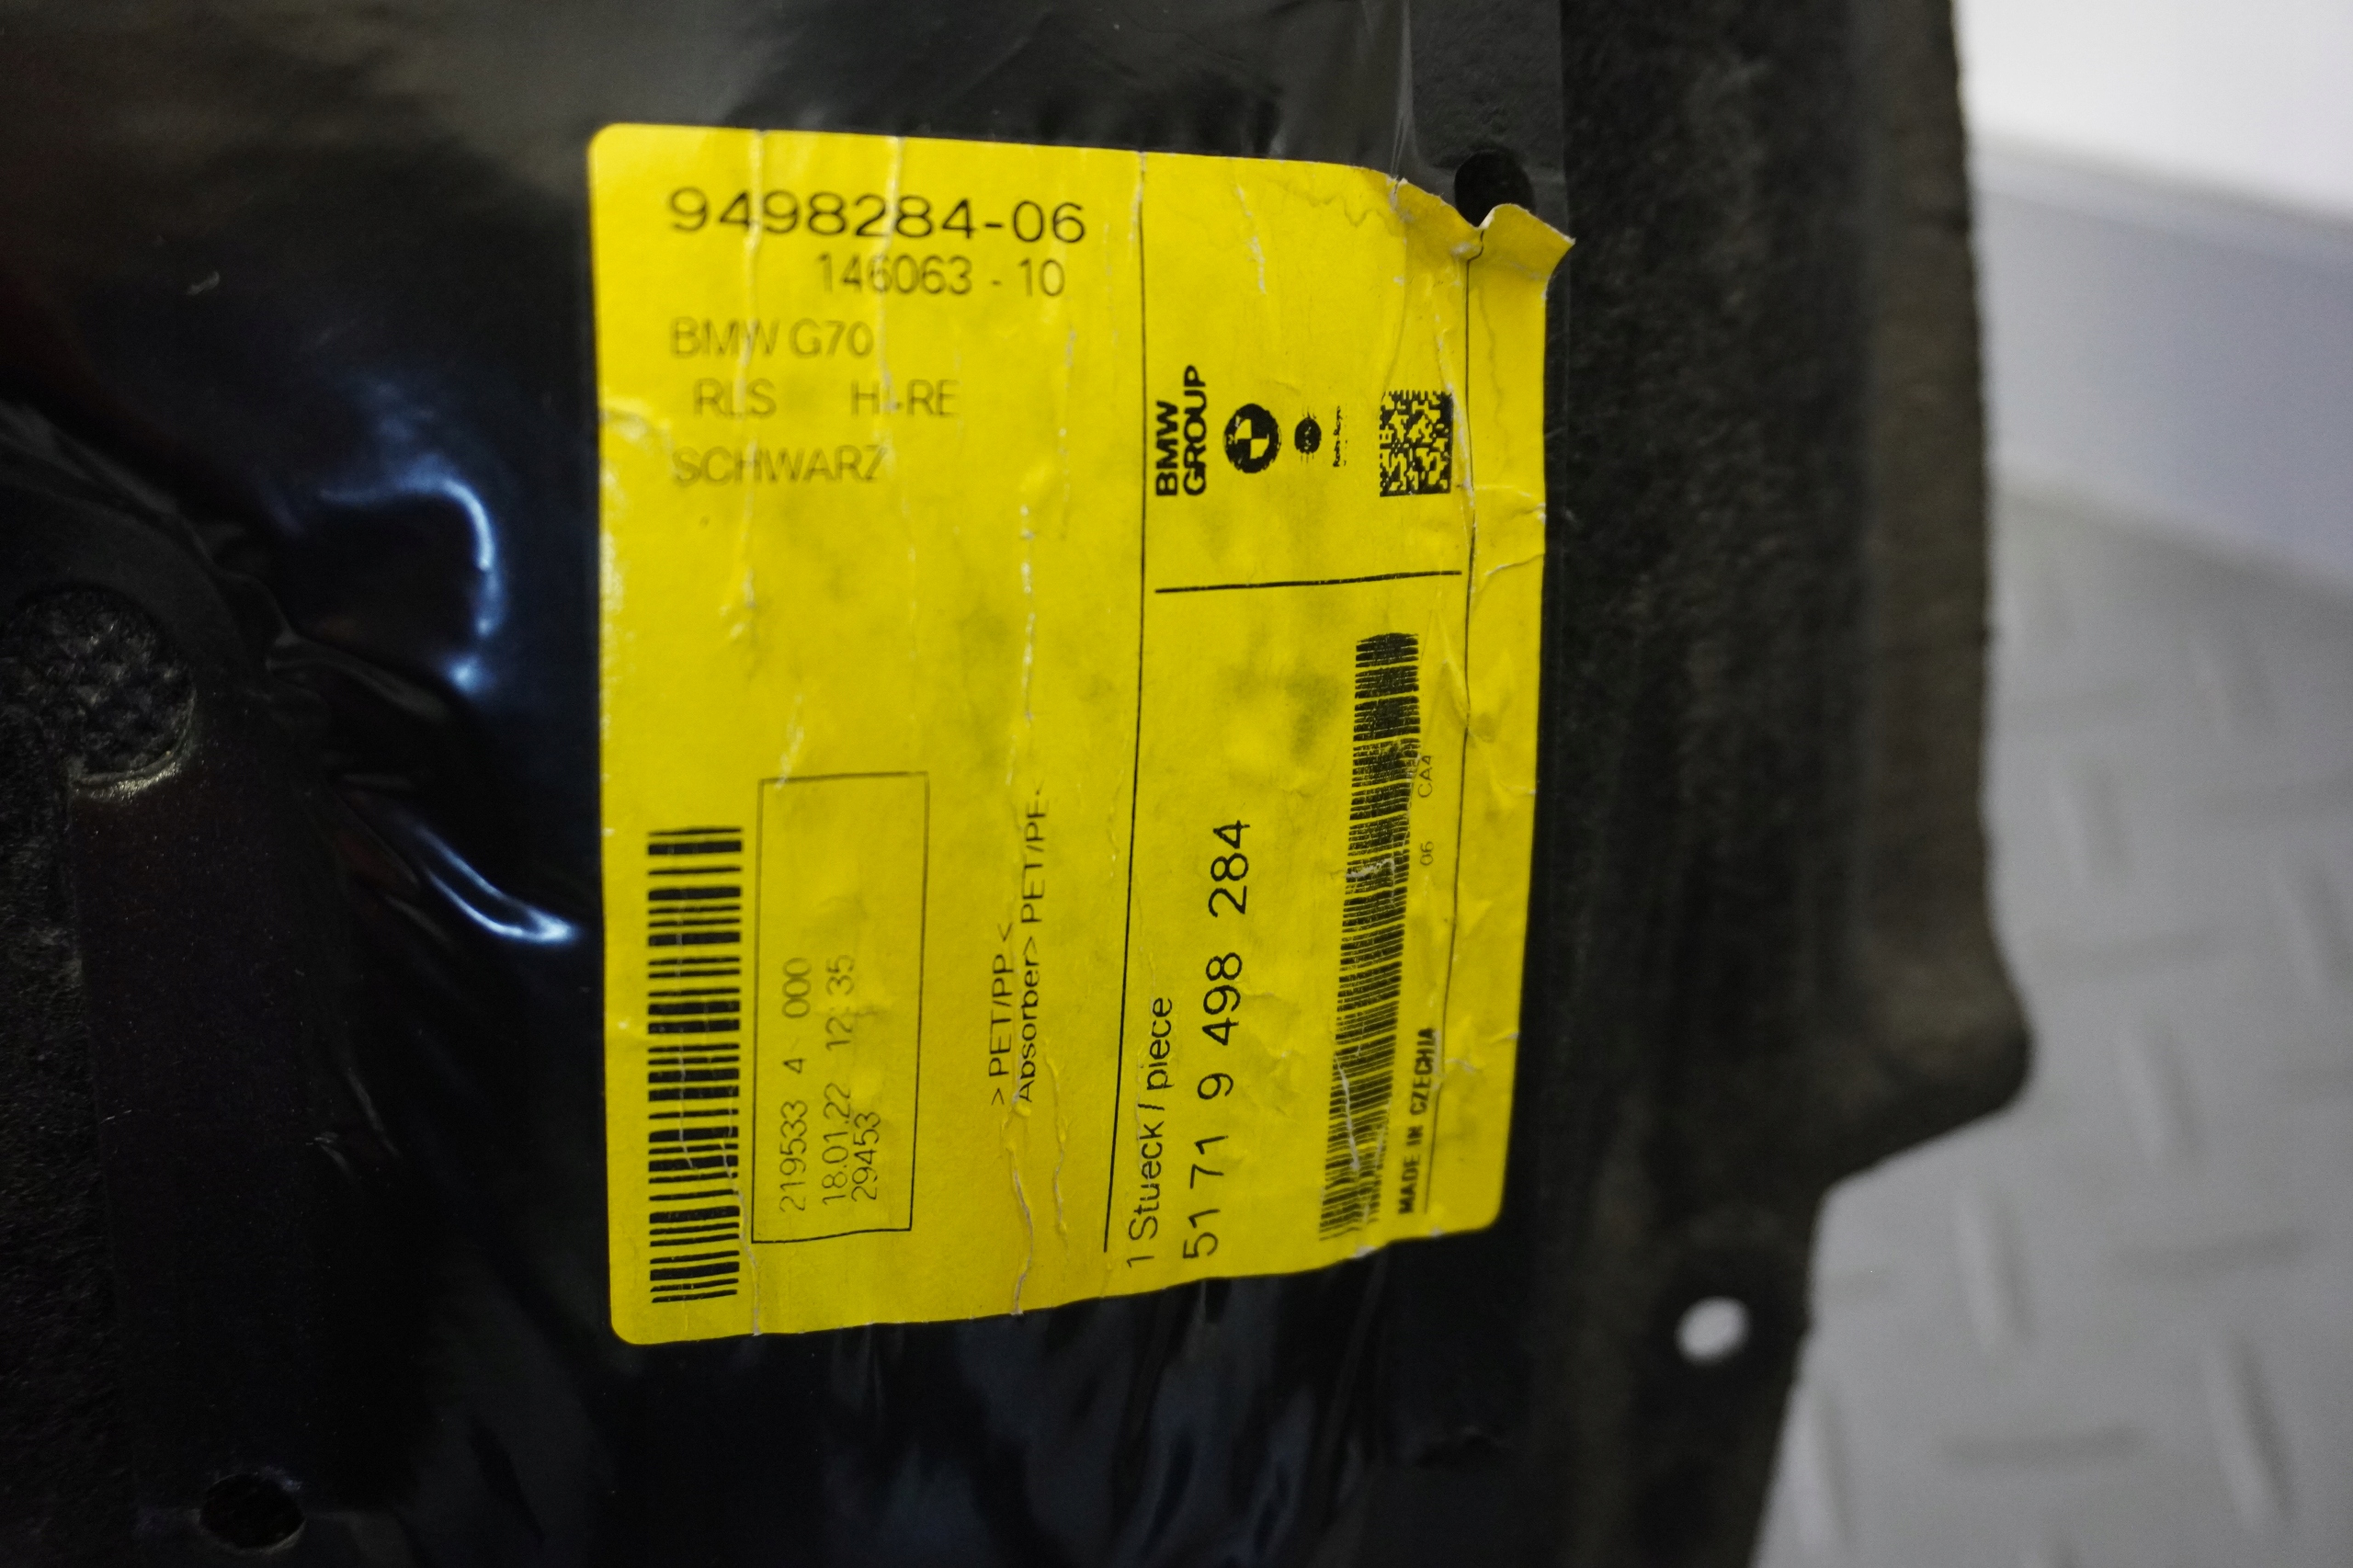 9498284-06
146063 - 10
BMW G70
RLS HI-RE
SCHWARZ
219533 4 000
18.01.22 12:35
29453
>PET/PP<
Absorber>PET/PE<
BMW
GROUP
1 Stueck / piece
51 71 9 498 284
06 CA4
MADE IN CZECHIA